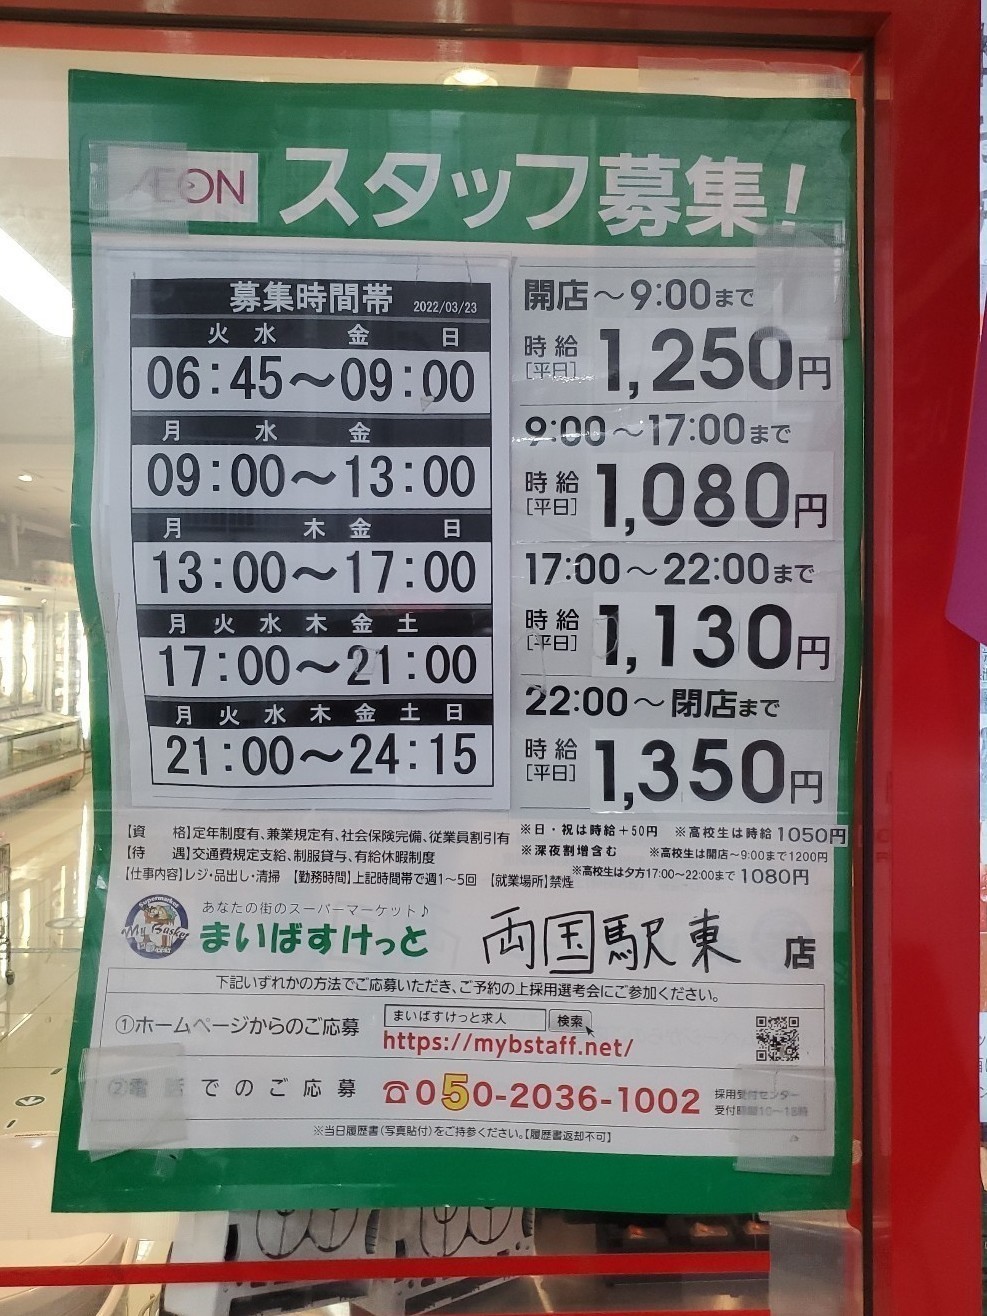 ÆON スタッフ募集!
募集時間帯 2022/03/23
火 水 金 日
06:45～09:00
月 水 金
09:00～13:00
月 木 金 日
13:00～17:00
月 火 水 木 金 土
17:00～21:00
月 火 水 木 金 土 日
21:00～24:15
開店～9:00まで
時給[平日] 1,250円
9:00～17:00まで
時給[平日] 1,080円
17:00～22:00まで
時給[平日] 1,130円
22:00～閉店まで
時給[平日] 1,350円
【資 格】定年制度有、兼業規定有、社会保険完備、従業員割引有
【待 遇】交通費規定支給、制服貸与、有給休暇制度
【仕事内容】レジ・品出し・清掃 【勤務時間】上記時間帯で週1～5回 【就業場所】禁煙
※日・祝は時給+50円 ※高校生は時給1050円
※深夜割増含む ※高校生は開店～9:00まで1200円
※高校生は夕方17:00～22:00まで 1080円
Supermarket
My Basket
あなたの街のスーパーマーケット♪
まいばすけっと 両国駅東 店
下記いずれかの方法でご応募いただき、ご予約の上採用選考会にご参加ください。
①ホームページからのご応募 まいばすけっと求人 検索
https://mybstaff.net/
②電話でのご応募 ☎050-2036-1002 採用受付センター
受付時間10～18時
※当日履歴書(写真貼付)をご持参ください。【履歴書返却不可】